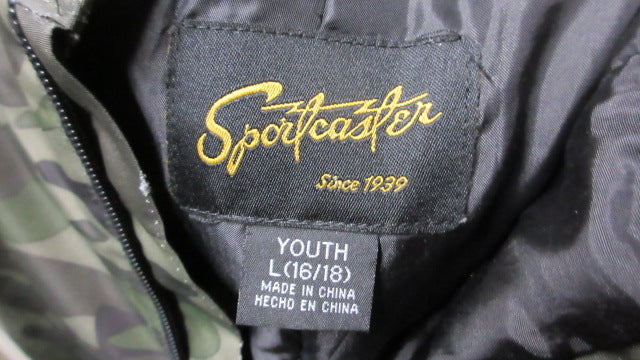 Sportcaster
Since 1939
YOUTH
L(16/18)
MADE IN CHINA
HECHO EN CHINA